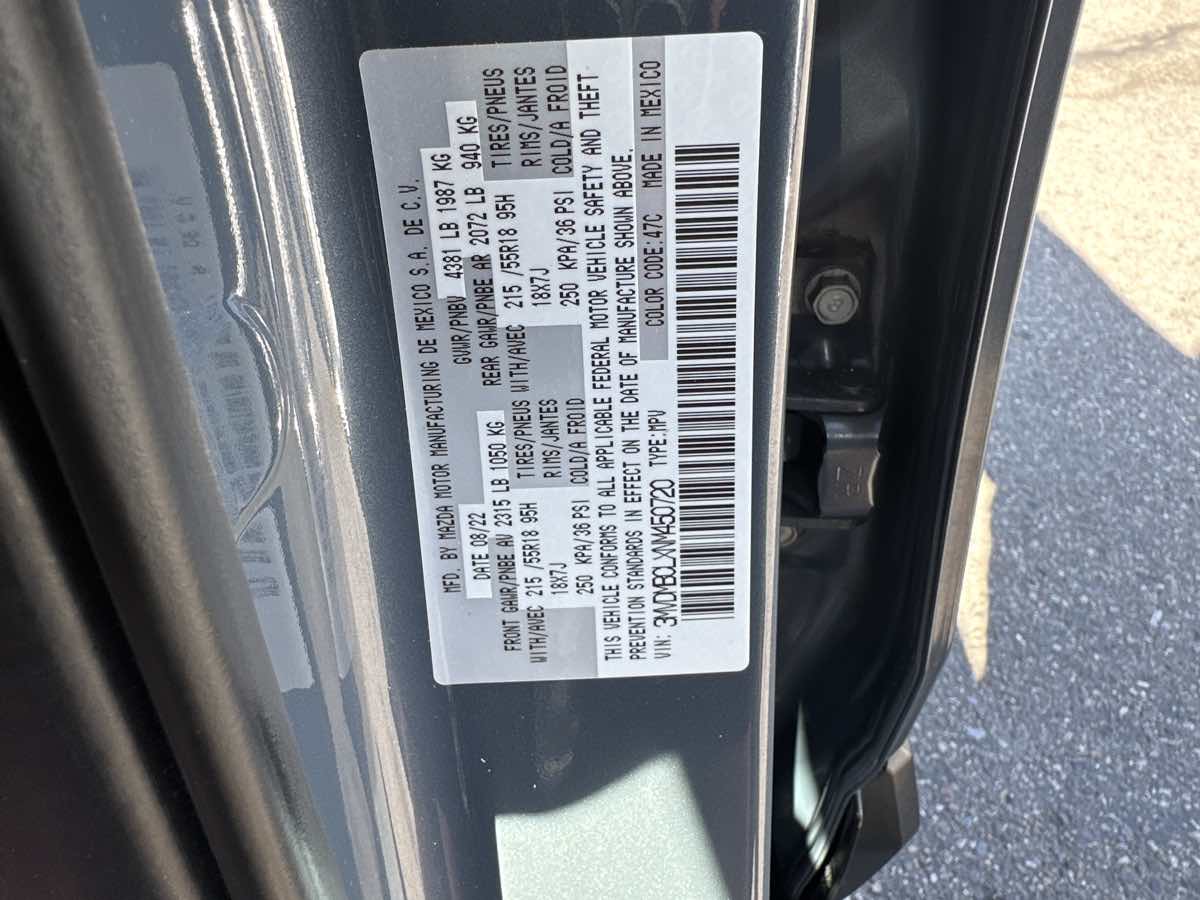 MFD. BY MAZDA MOTOR MANUFACTURING DE MEXICO S.A. DE C.V.
DATE 08/22 GVWR/PNBV 4381 LB 1987 KG
FRONT GAWR/PNBE AV 2315 LB 1050 KG REAR GAWR/PNBE AR 2072 LB 940 KG
WITH/AVEC 215 /55R18 95H TIRES/PNEUS WITH/AVEC 215 /55R18 95H TIRES/PNEUS
18X7J RIMS/JANTES 18X7J RIMS/JANTES
250 KPA/36 PSI COLD/A FROID 250 KPA/36 PSI COLD/A FROID
THIS VEHICLE CONFORMS TO ALL APPLICABLE FEDERAL MOTOR VEHICLE SAFETY AND THEFT
PREVENTION STANDARDS IN EFFECT ON THE DATE OF MANUFACTURE SHOWN ABOVE.
VIN: 3MVDMBCLXNM450720 TYPE:MPV COLOR CODE:47C MADE IN MEXICO